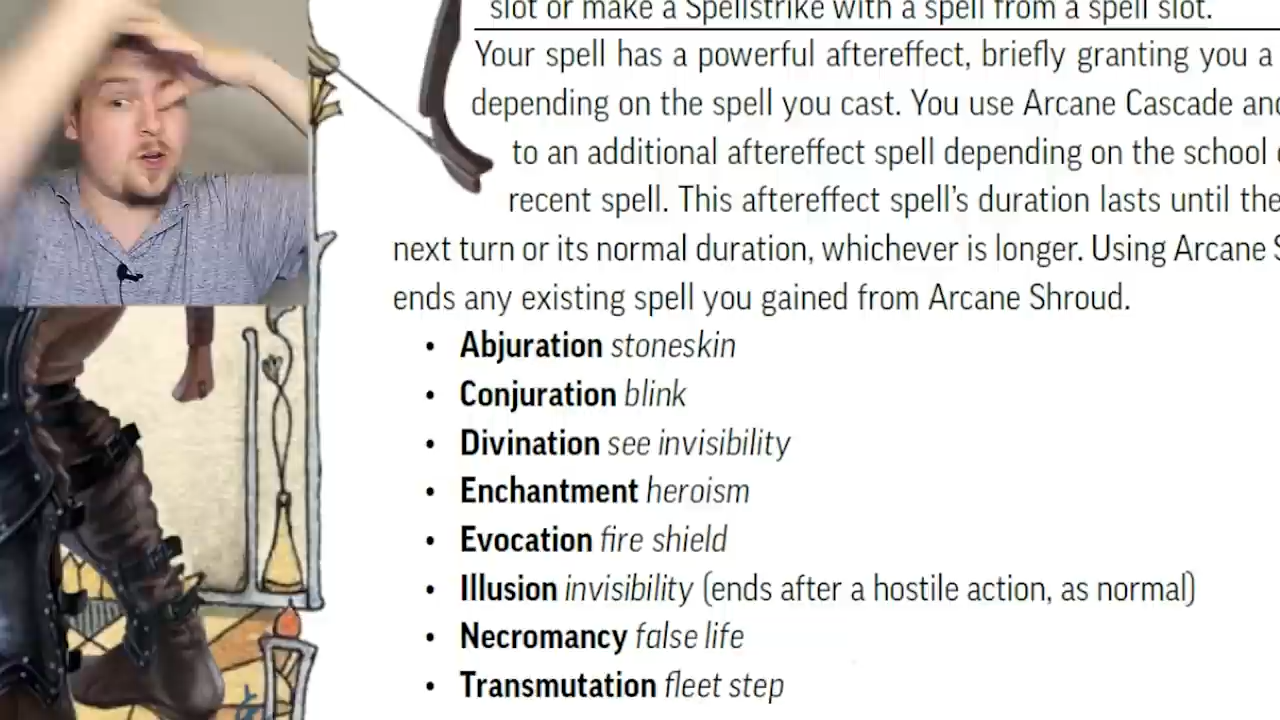 slot or make a Spellstrike with a spell from a spell slot.
Your spell has a powerful aftereffect, briefly granting you a
depending on the spell you cast. You use Arcane Cascade and
to an additional aftereffect spell depending on the school
recent spell. This aftereffect spell's duration lasts until the
next turn or its normal duration, whichever is longer. Using Arcane
ends any existing spell you gained from Arcane Shroud.
• Abjuration stoneskin
• Conjuration blink
• Divination see invisibility
• Enchantment heroism
• Evocation fire shield
• Illusion invisibility (ends after a hostile action, as normal)
• Necromancy false life
• Transmutation fleet step